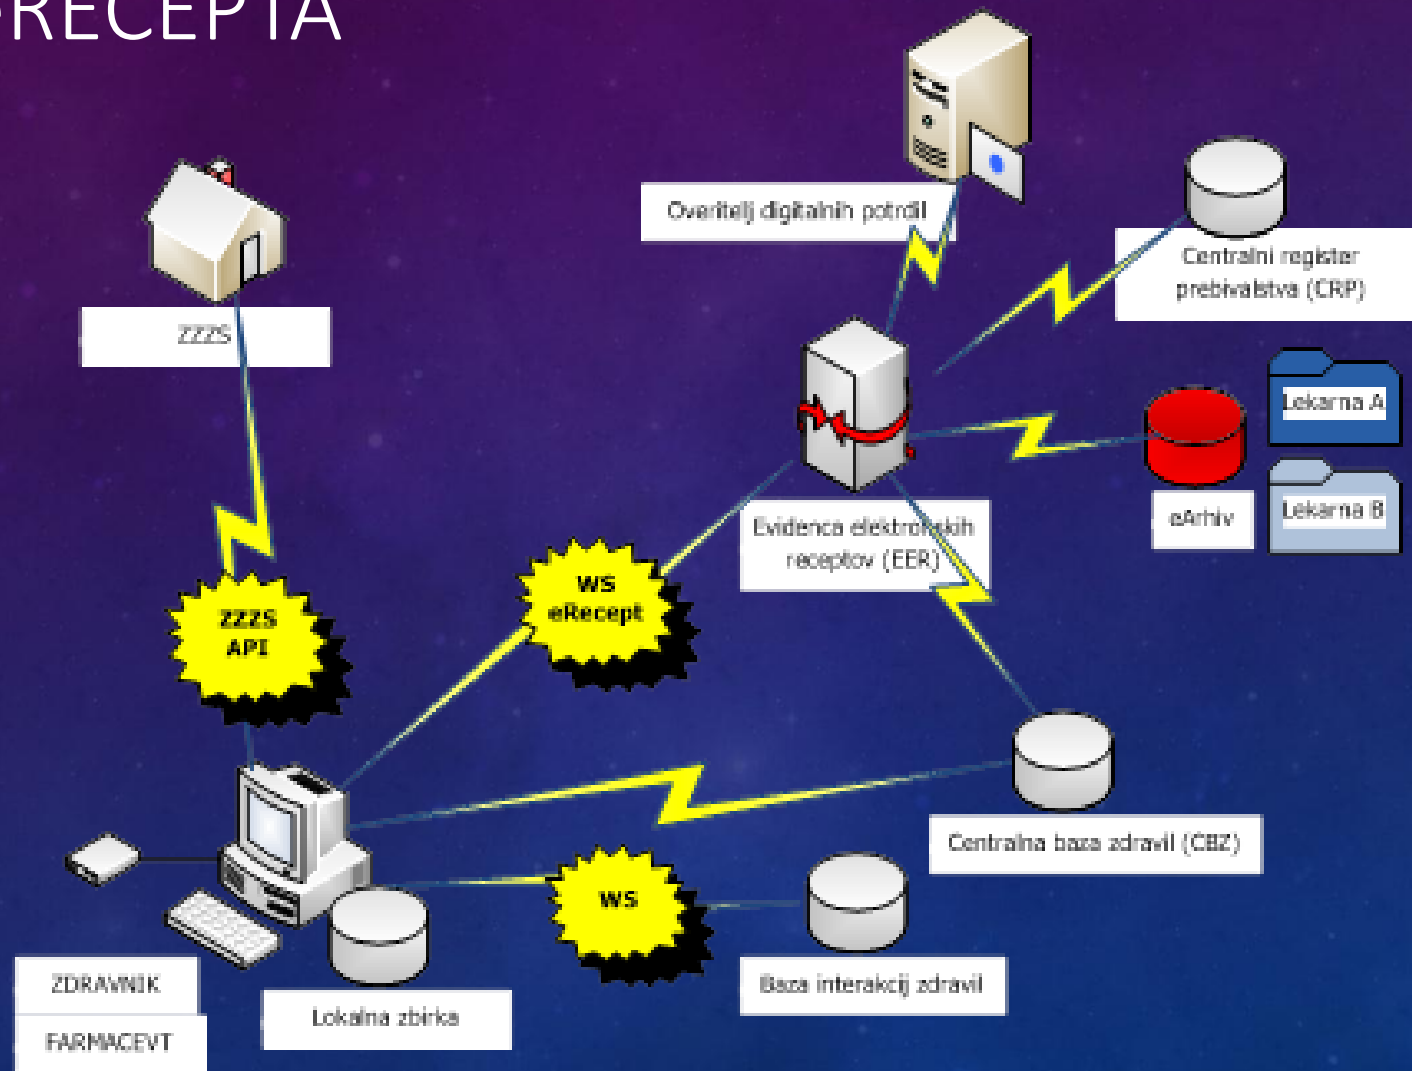 eRECEPTA
Overitelj digitalnih potrdil
Centralni register
prebivalstva (CRP)
ZZZS
Lekarna A
eArhiv
Lekarna B
Evidenca elektronskih
receptov (EER)
WS
eRecept
ZZZS
API
Centralna baza zdravil (CBZ)
WS
Baza interakcij zdravil
ZDRAVNIK
Lokalna zbirka
FARMACEVT